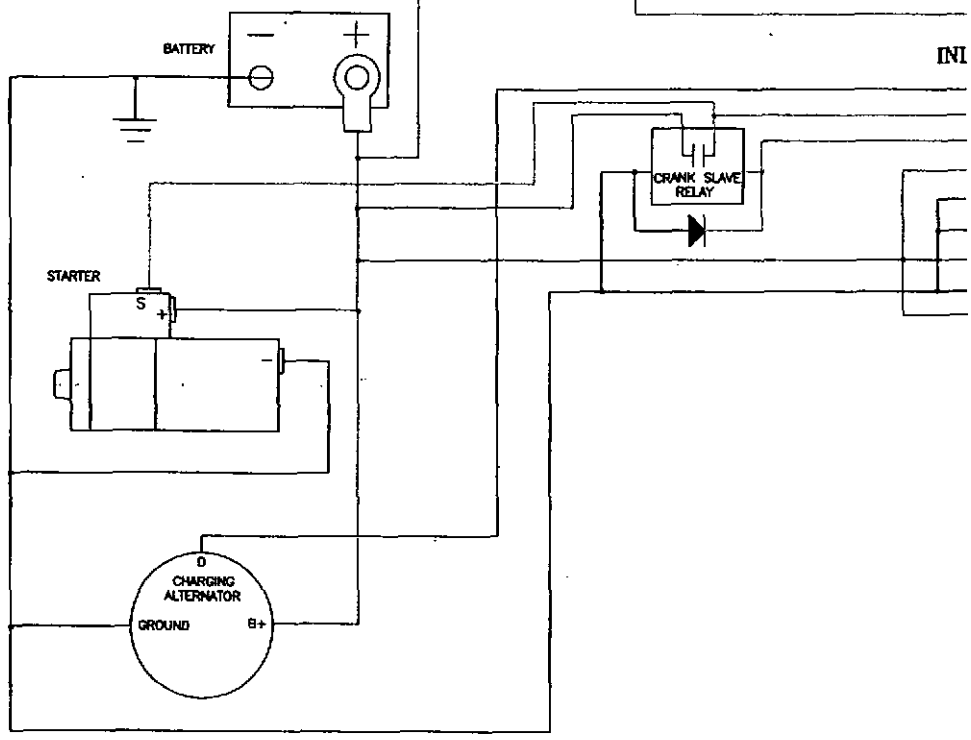 BATTERY
− +
INI
CRANK SLAVE
RELAY
STARTER
S
+
−
D
CHARGING
ALTERNATOR
GROUND B+